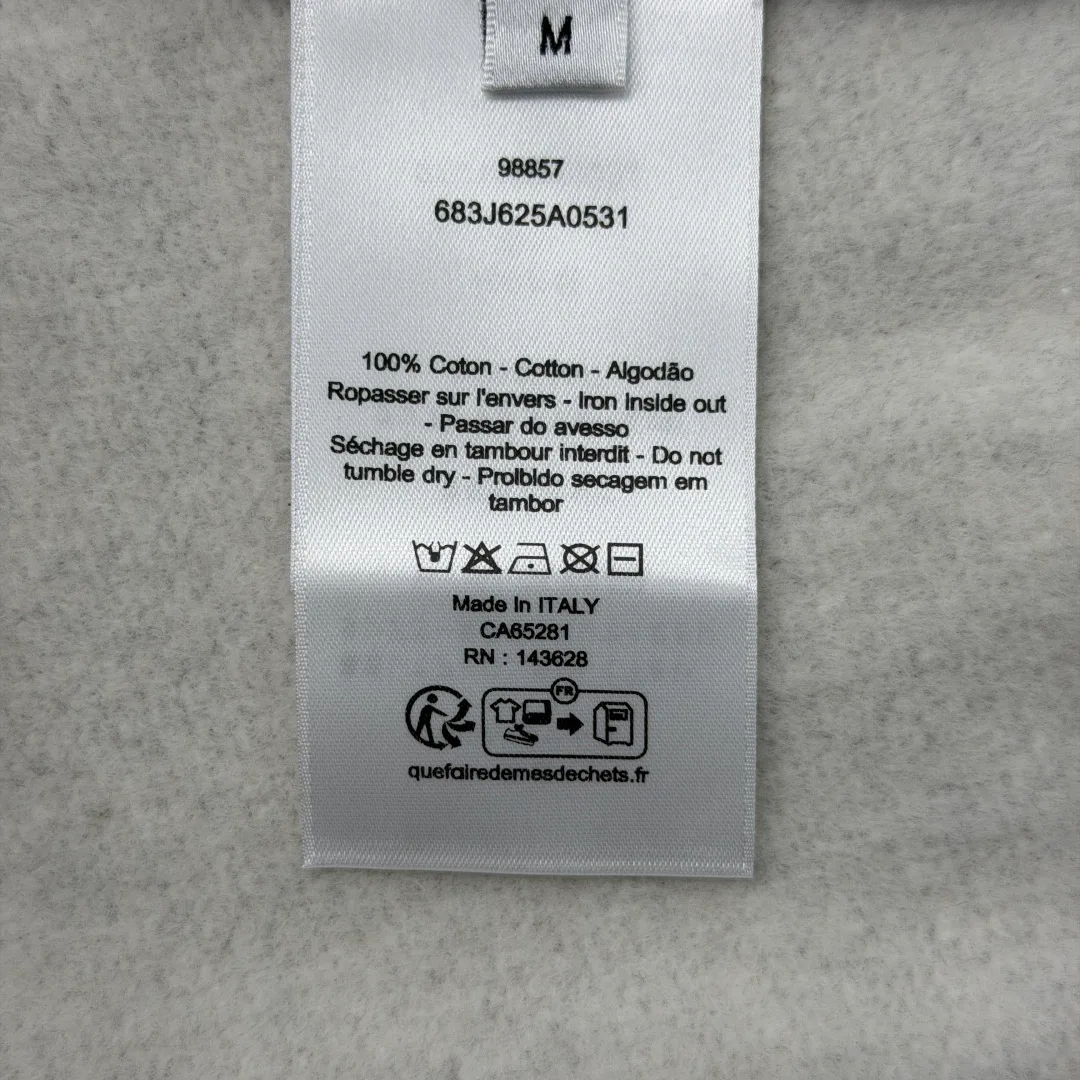 M
98857
683J625A0531
100% Coton - Cotton - Algodão
Ropasser sur l'envers - Iron Inside out
- Passar do avesso
Séchage en tambour interdit - Do not
tumble dry - Prolbldo secagem em
tambor
Made In ITALY
CA65281
RN : 143628
FR
quefairedemesdechets.fr